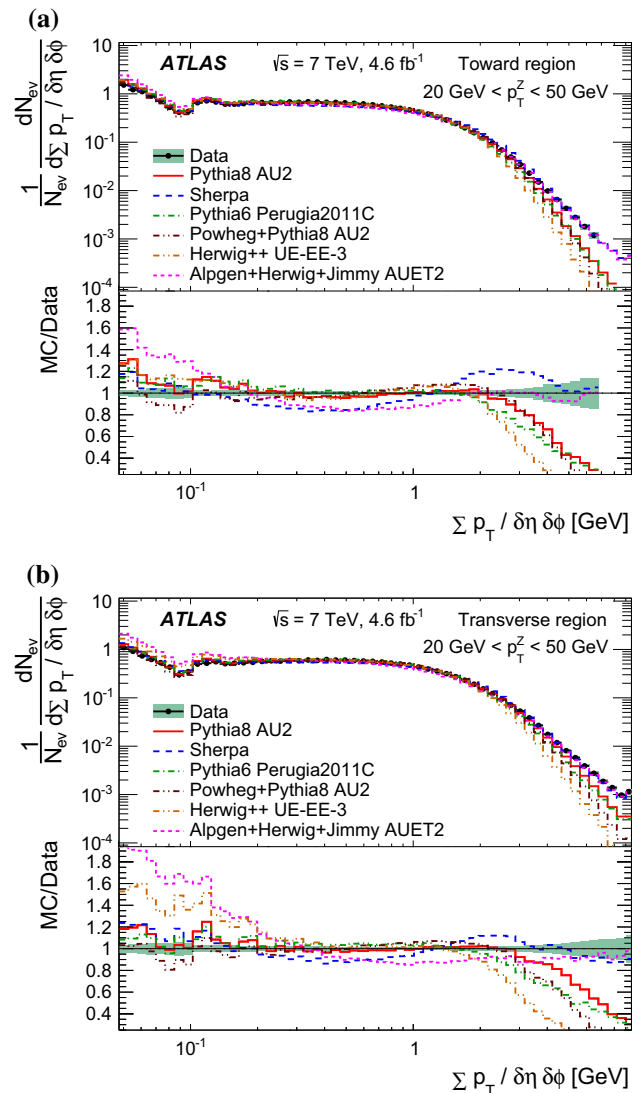 (a)
ATLAS √s = 7 TeV, 4.6 fb⁻¹ Toward region
20 GeV < p_T^Z < 50 GeV
1/N_ev dN_ev / d∑ p_T / δη δϕ
10
1
10⁻¹
10⁻²
10⁻³
10⁻⁴
Data
Pythia8 AU2
Sherpa
Pythia6 Perugia2011C
Powheg+Pythia8 AU2
Herwig++ UE-EE-3
Alpgen+Herwig+Jimmy AUET2
MC/Data
1.8
1.6
1.4
1.2
1
0.8
0.6
0.4
10⁻¹ 1
∑ p_T / δη δϕ [GeV]
(b)
ATLAS √s = 7 TeV, 4.6 fb⁻¹ Transverse region
20 GeV < p_T^Z < 50 GeV
1/N_ev dN_ev / d∑ p_T / δη δϕ
10
1
10⁻¹
10⁻²
10⁻³
10⁻⁴
Data
Pythia8 AU2
Sherpa
Pythia6 Perugia2011C
Powheg+Pythia8 AU2
Herwig++ UE-EE-3
Alpgen+Herwig+Jimmy AUET2
MC/Data
1.8
1.6
1.4
1.2
1
0.8
0.6
0.4
10⁻¹ 1
∑ p_T / δη δϕ [GeV]